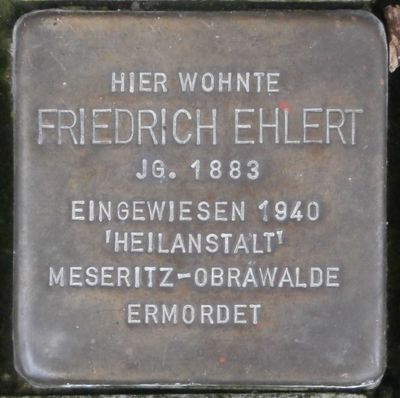 HIER WOHNTE
FRIEDRICH EHLERT
JG. 1883
EINGEWIESEN 1940
'HEILANSTALT'
MESERITZ-OBRAWALDE
ERMORDET